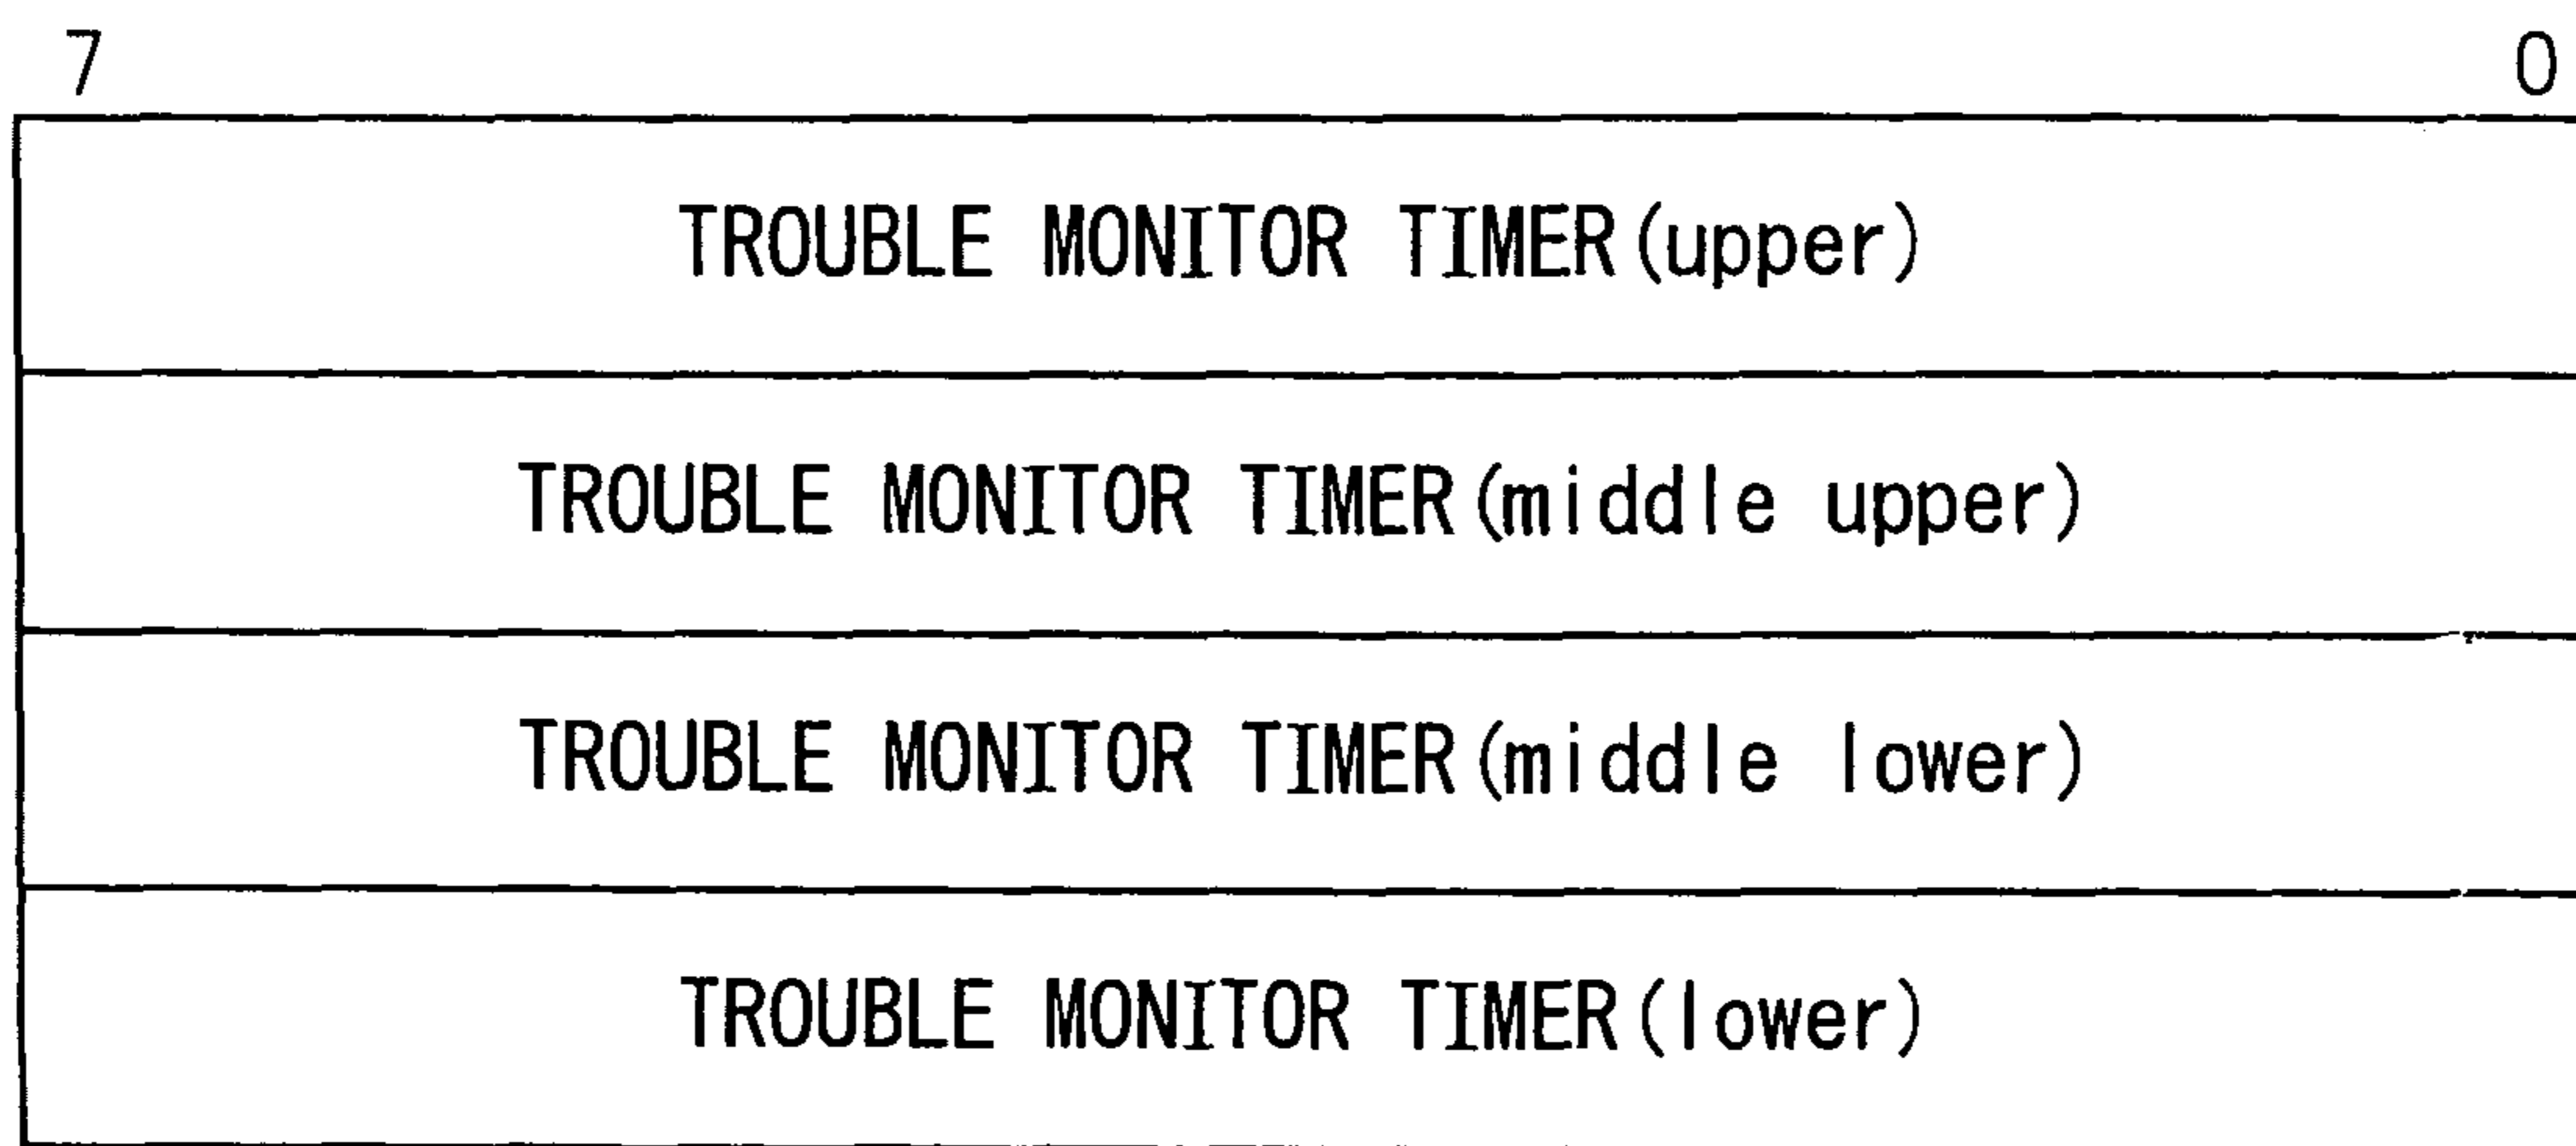 7 0
TROUBLE MONITOR TIMER(upper)
TROUBLE MONITOR TIMER(middle upper)
TROUBLE MONITOR TIMER(middle lower)
TROUBLE MONITOR TIMER(lower)